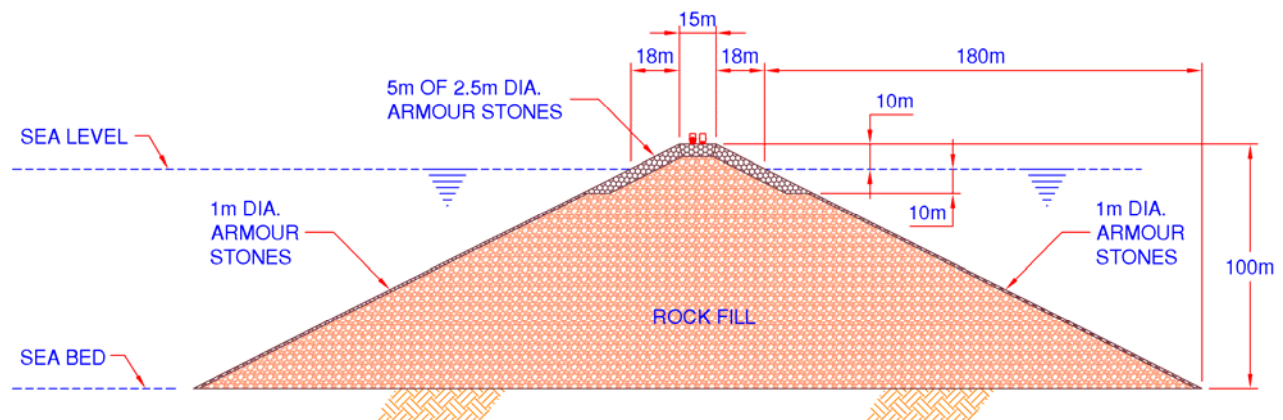 15m
18m
18m
180m
5m OF 2.5m DIA.
ARMOUR STONES
10m
SEA LEVEL
1m DIA.
ARMOUR
STONES
10m
1m DIA.
ARMOUR
STONES
100m
ROCK FILL
SEA BED